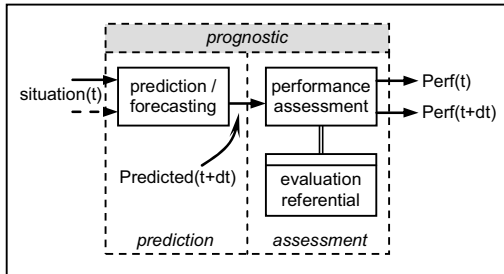 prognostic
situation(t)
prediction /
forecasting
performance
assessment
Perf(t)
Perf(t+dt)
Predicted(t+dt)
evaluation
referential
prediction
assessment